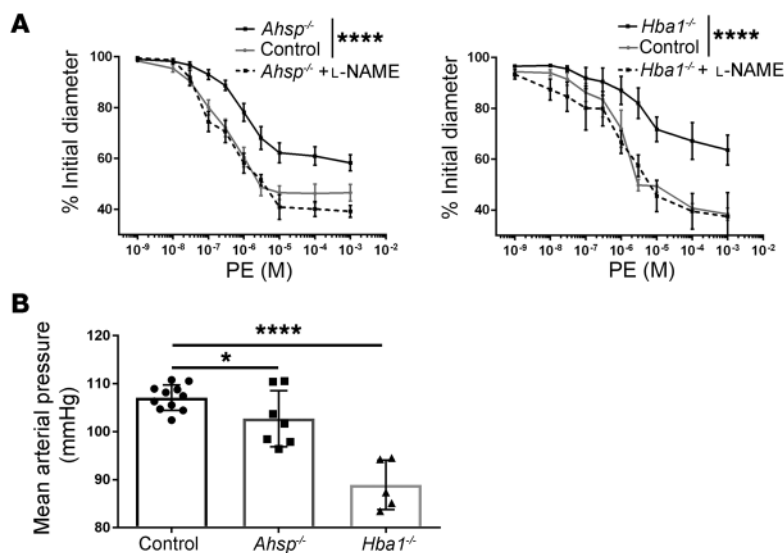 A
Ahsp-/-
Control
Ahsp-/- + L-NAME
****
% Initial diameter
100
80
60
40
10-9 10-8 10-7 10-6 10-5 10-4 10-3 10-2
PE (M)
Hba1-/-
Control
Hba1-/- + L-NAME
****
% Initial diameter
100
80
60
40
10-9 10-8 10-7 10-6 10-5 10-4 10-3 10-2
PE (M)
B
****
*
Mean arterial pressure
(mmHg)
120
110
100
90
80
Control Ahsp-/- Hba1-/-